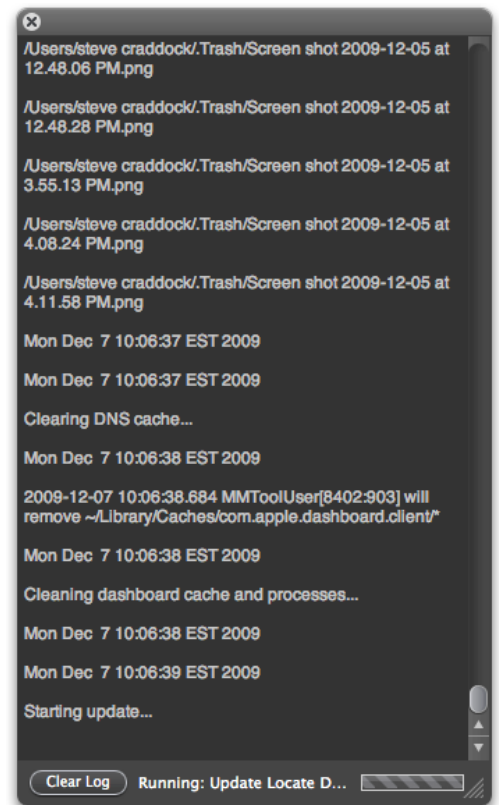 /Users/steve craddock/.Trash/Screen shot 2009-12-05 at
12.48.06 PM.png
/Users/steve craddock/.Trash/Screen shot 2009-12-05 at
12.48.28 PM.png
/Users/steve craddock/.Trash/Screen shot 2009-12-05 at
3.55.13 PM.png
/Users/steve craddock/.Trash/Screen shot 2009-12-05 at
4.08.24 PM.png
/Users/steve craddock/.Trash/Screen shot 2009-12-05 at
4.11.58 PM.png
Mon Dec  7 10:06:37 EST 2009
Mon Dec  7 10:06:37 EST 2009
Clearing DNS cache...
Mon Dec  7 10:06:38 EST 2009
2009-12-07 10:06:38.684 MMToolUser[8402:903] will
remove ~/Library/Caches/com.apple.dashboard.client/*
Mon Dec  7 10:06:38 EST 2009
Cleaning dashboard cache and processes...
Mon Dec  7 10:06:38 EST 2009
Mon Dec  7 10:06:39 EST 2009
Starting update...
Clear Log Running: Update Locate D...